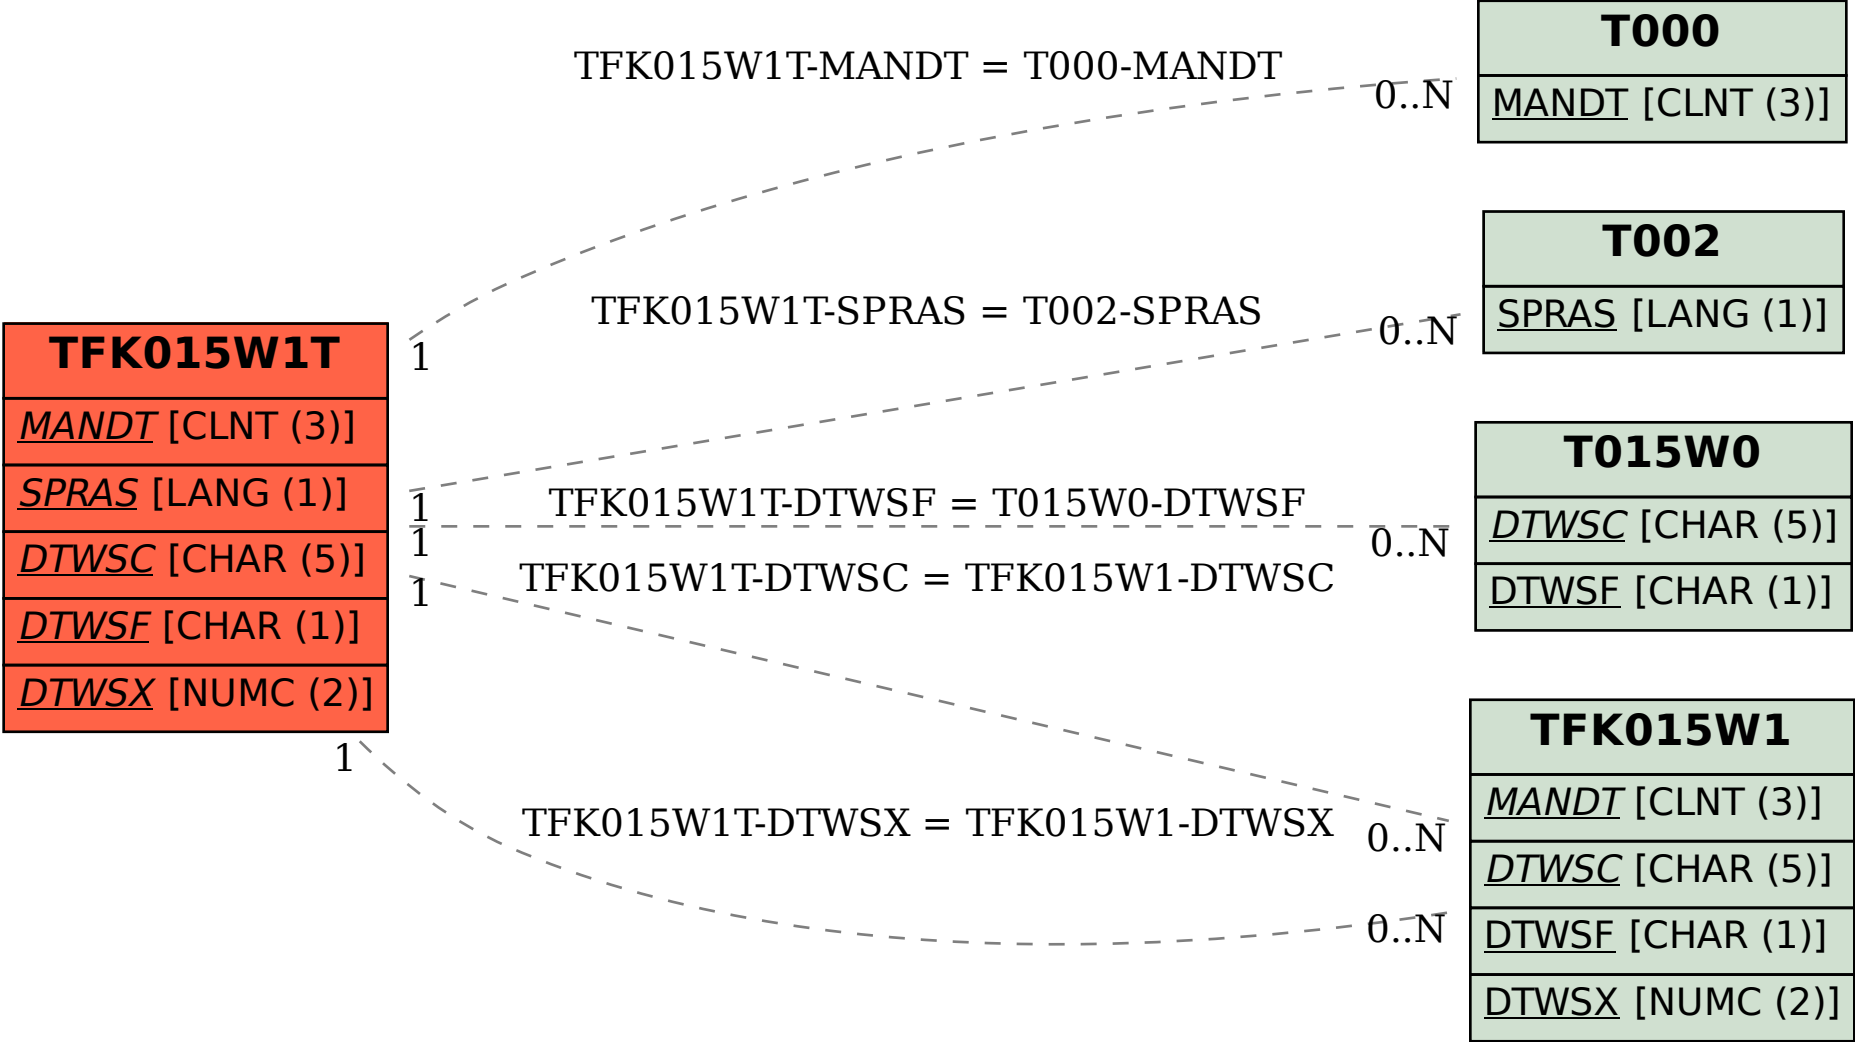 TFK015W1T
MANDT [CLNT (3)]
SPRAS [LANG (1)]
DTWSC [CHAR (5)]
DTWSF [CHAR (1)]
DTWSX [NUMC (2)]
TFK015W1T-MANDT = T000-MANDT
1
0..N
TFK015W1T-SPRAS = T002-SPRAS
1
0..N
TFK015W1T-DTWSF = T015W0-DTWSF
1
0..N
TFK015W1T-DTWSC = TFK015W1-DTWSC
1
0..N
TFK015W1T-DTWSX = TFK015W1-DTWSX
1
0..N
T000
MANDT [CLNT (3)]
T002
SPRAS [LANG (1)]
T015W0
DTWSC [CHAR (5)]
DTWSF [CHAR (1)]
TFK015W1
MANDT [CLNT (3)]
DTWSC [CHAR (5)]
DTWSF [CHAR (1)]
DTWSX [NUMC (2)]